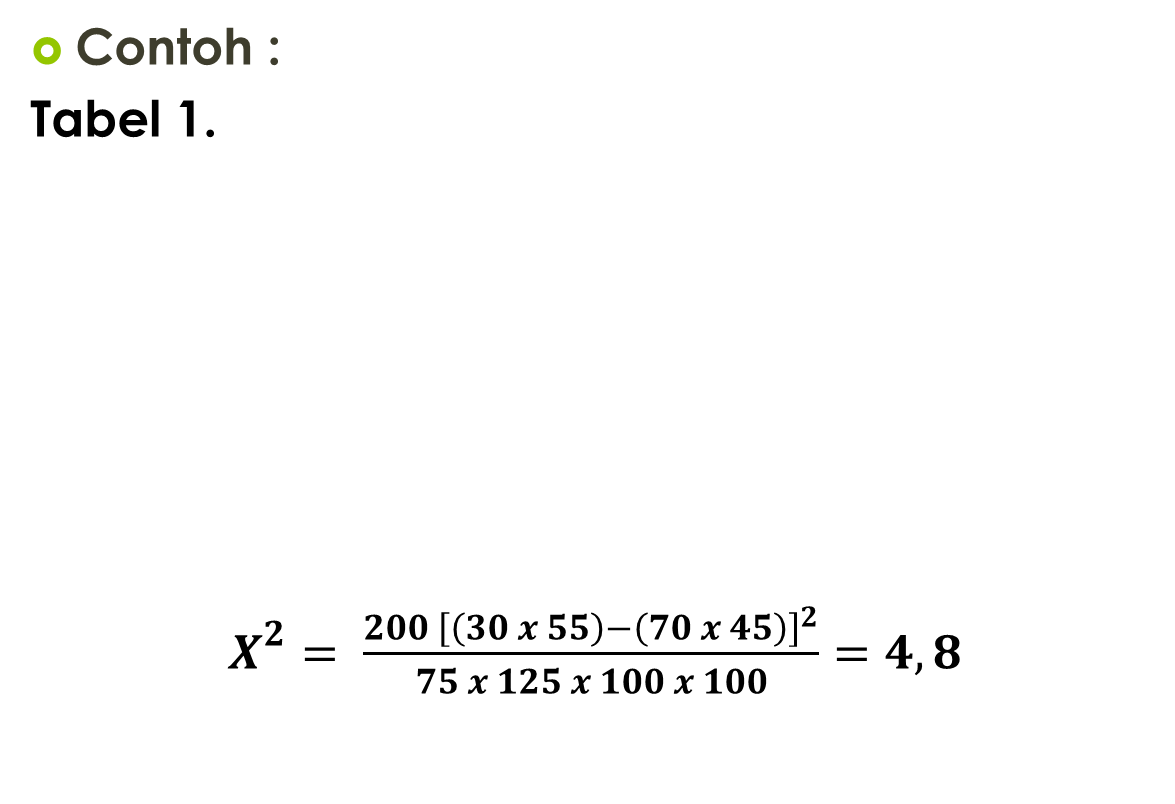 Contoh :
Tabel 1.
X² = 200 [(30 x 55)−(70 x 45)]² / 75 x 125 x 100 x 100 = 4,8